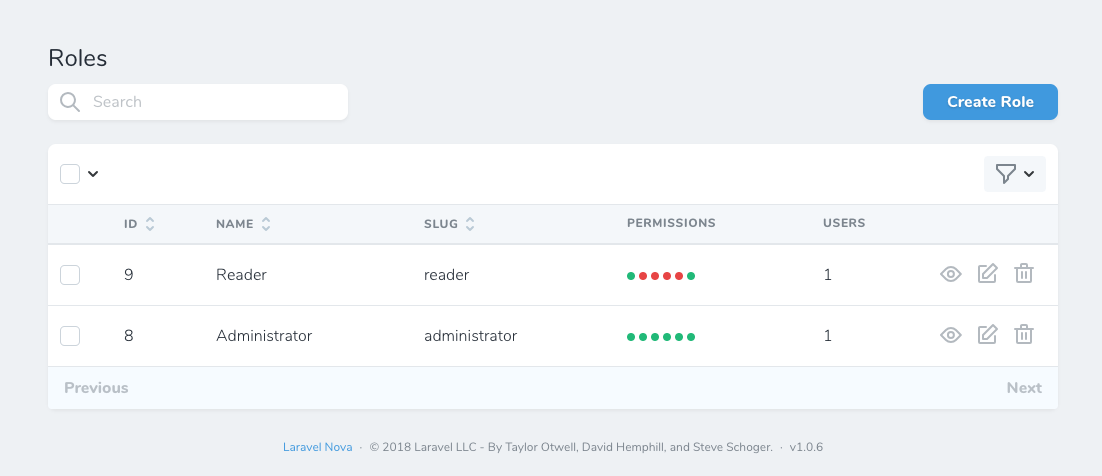 Roles
Search
Create Role
ID NAME SLUG PERMISSIONS USERS
9 Reader reader 1
8 Administrator administrator 1
Previous Next
Laravel Nova · © 2018 Laravel LLC - By Taylor Otwell, David Hemphill, and Steve Schoger. · v1.0.6